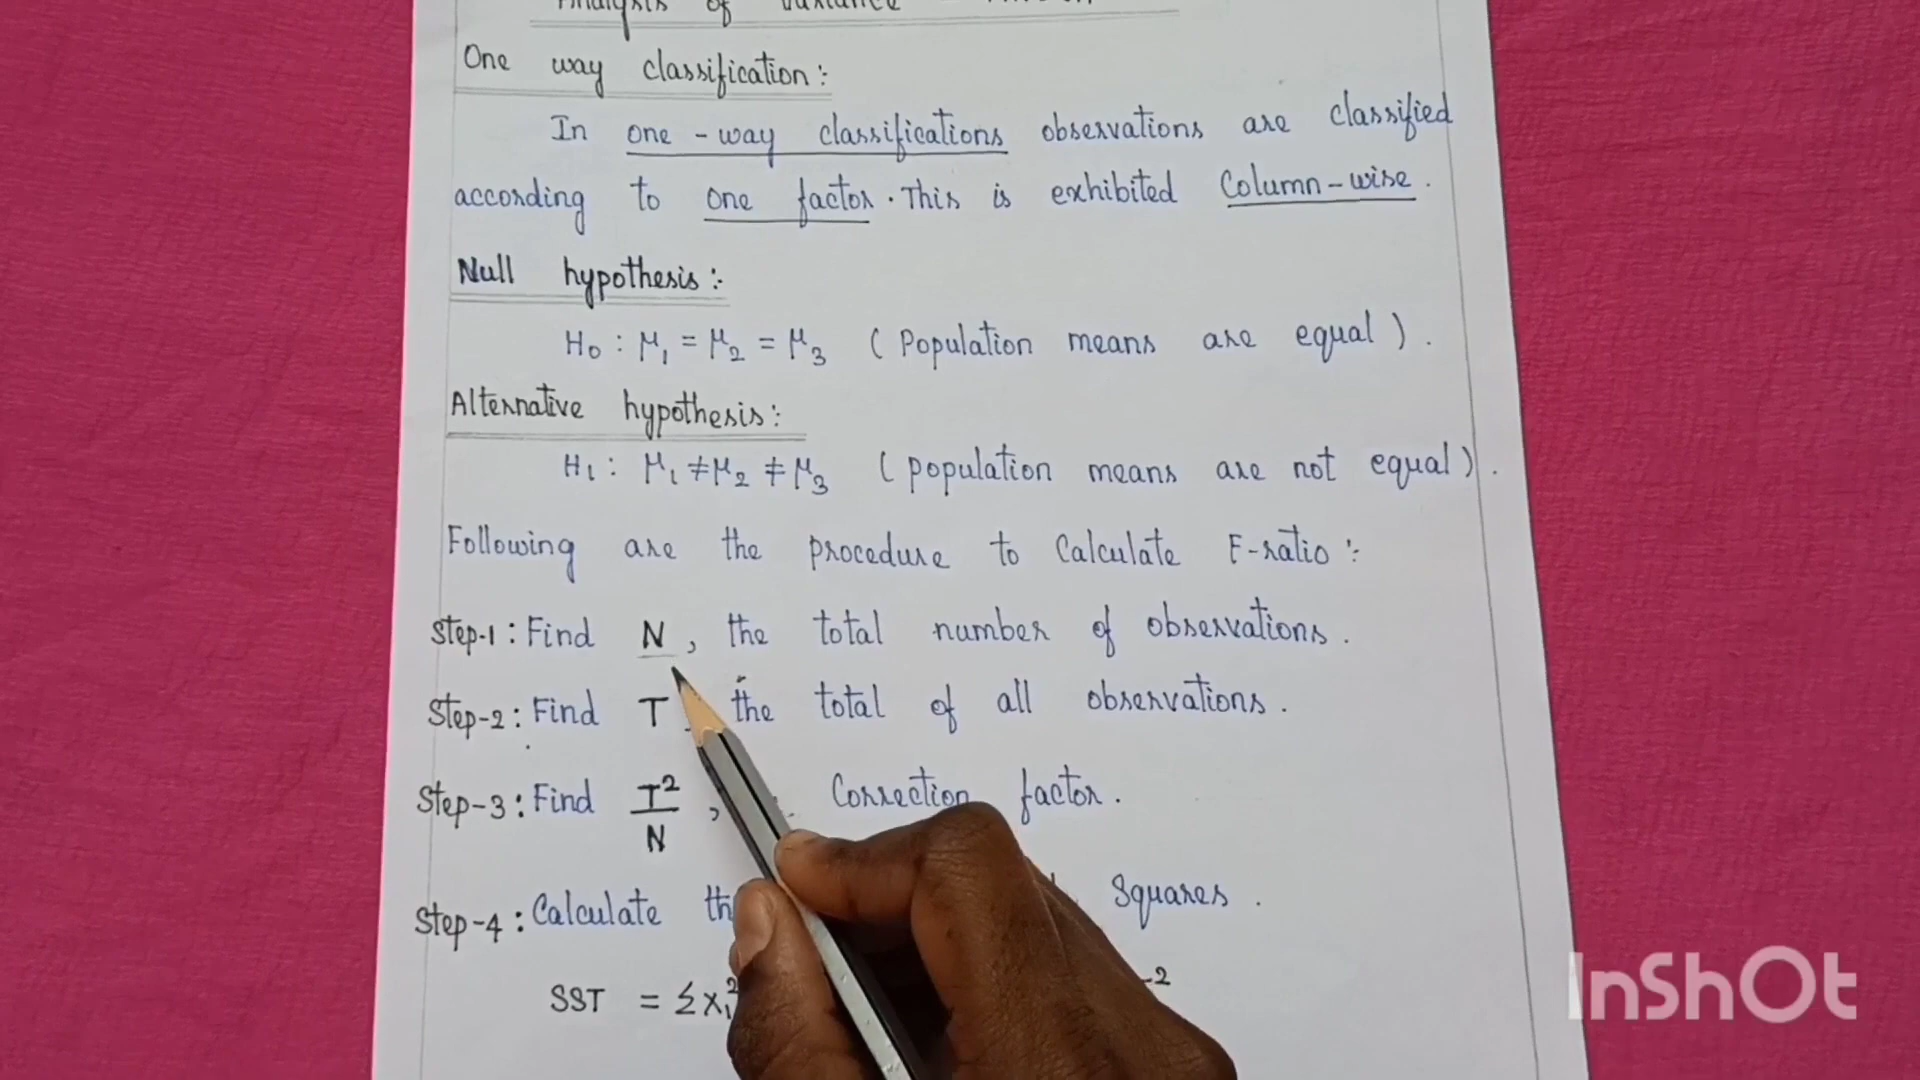 Analysis of Variance
One way classification:
In one-way classifications observations are classified
according to one factor. This is exhibited Column-wise.
Null hypothesis:
H₀ : μ₁ = μ₂ = μ₃ (Population means are equal).
Alternative hypothesis:
H₁ : μ₁ ≠ μ₂ ≠ μ₃ (population means are not equal).
Following are the procedure to Calculate F-ratio:
Step-1: Find N, the total number of observations.
Step-2: Find T the total of all observations.
Step-3: Find T²/N, Correction factor.
Step-4: Calculate Squares.
SST = Σx₁²
InShOt